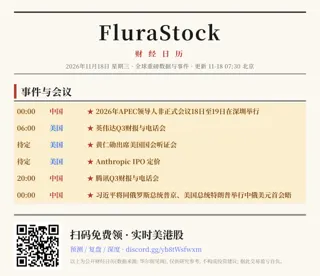 FluraStock
财经日历
2026年11月18日 星期三 · 全球重磅数据与事件 · 更新 11-18 07:30 北京
事件与会议
00:00 中国 ★ 2026年APEC领导人非正式会议18日至19日在深圳举行
06:00 美国 ★ 英伟达Q3财报与电话会
待定 美国 ★ 黄仁勋出席美国国会听证会
待定 美国 ★ Anthropic IPO 定价
20:00 中国 ★ 腾讯Q3财报与电话会
00:00 中国 ★ 习近平将同俄罗斯总统普京、美国总统特朗普举行中俄美元首会晤
扫码免费领 · 实时美港股
预测 / 复盘 / 深度 · discord.gg/yh8tWsfwxm